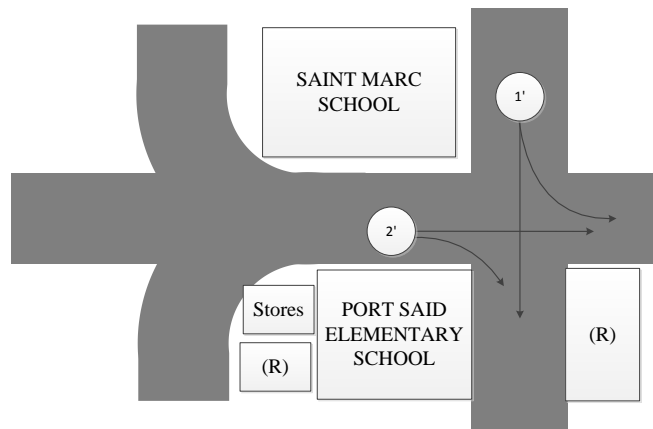 SAINT MARC
SCHOOL
1'
2'
Stores
(R)
PORT SAID
ELEMENTARY
SCHOOL
(R)